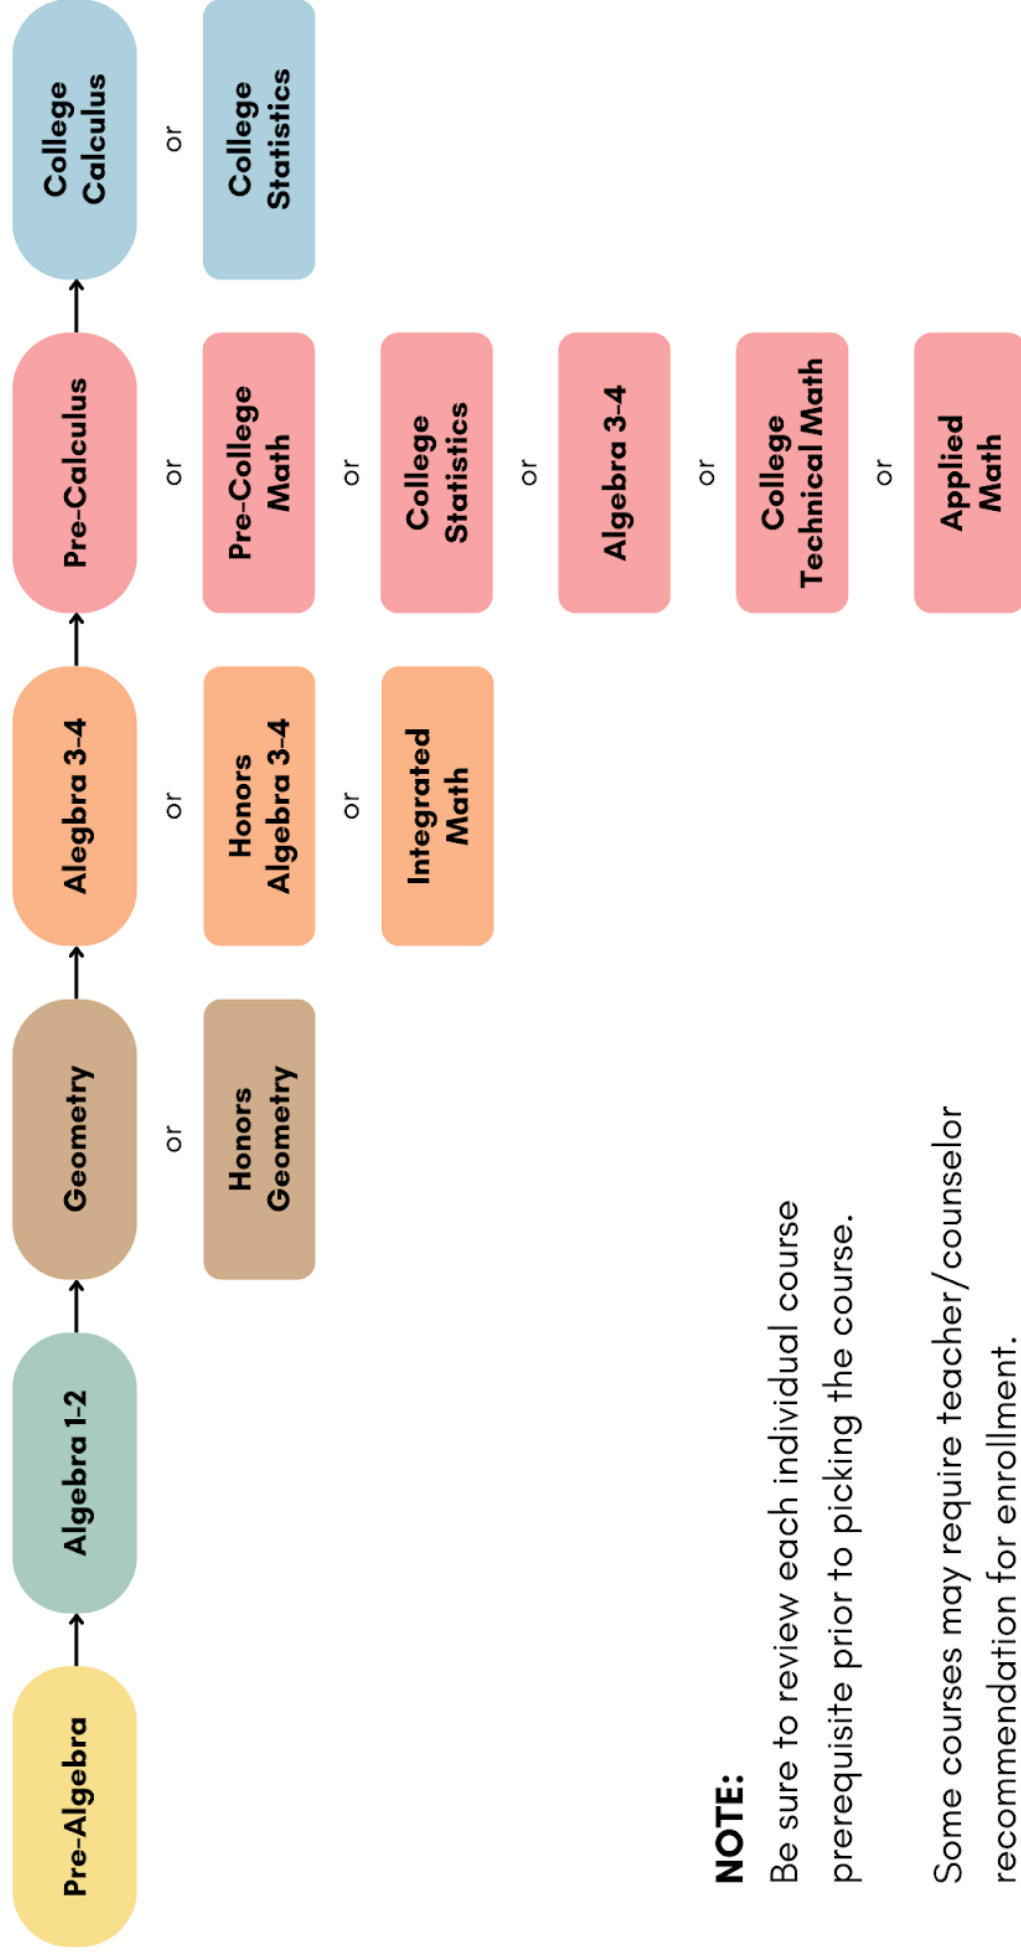 Pre-Algebra
Algebra 1-2
Geometry
or
Honors
Geometry
Alegbra 3-4
or
Honors
Algebra 3-4
or
Integrated
Math
Pre-Calculus
or
Pre-College
Math
or
College
Statistics
or
Algebra 3-4
or
College
Technical Math
or
Applied
Math
College
Calculus
or
College
Statistics
NOTE:
Be sure to review each individual course
prerequisite prior to picking the course.
Some courses may require teacher/counselor
recommendation for enrollment.